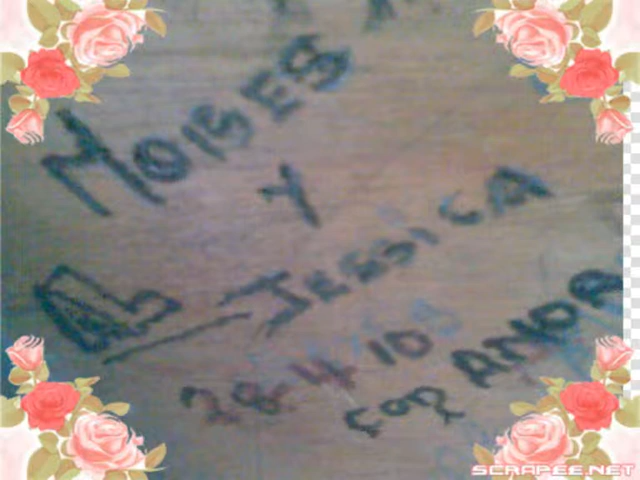 MOISES
Y
JESSICA
28-4-10
con AMOR
SCRAPEE.NET